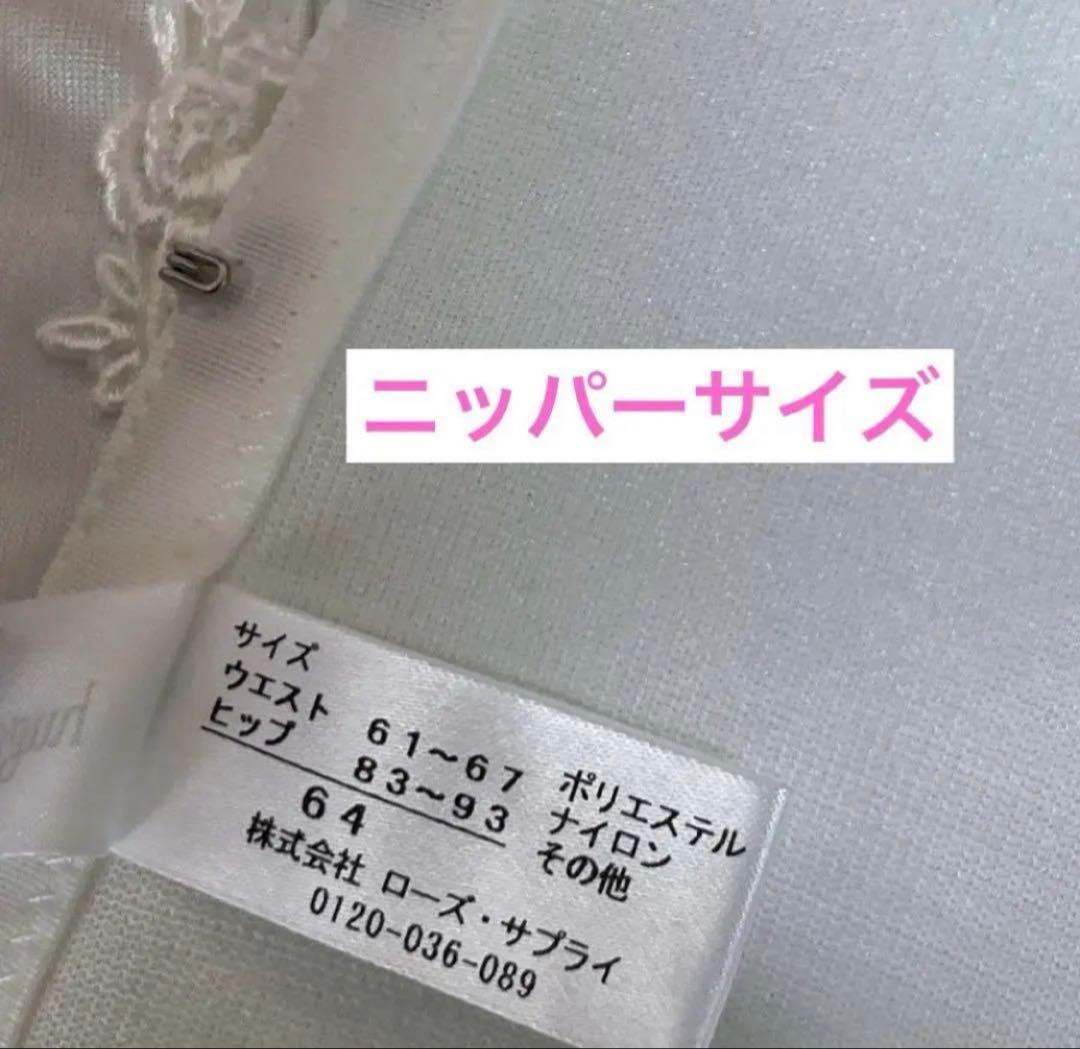 ニッパーサイズ
サイズ
ウエスト 61～67
ヒップ 83～93
64
ポリエステル
ナイロン
その他
株式会社 ローズ・サプライ
0120-036-089